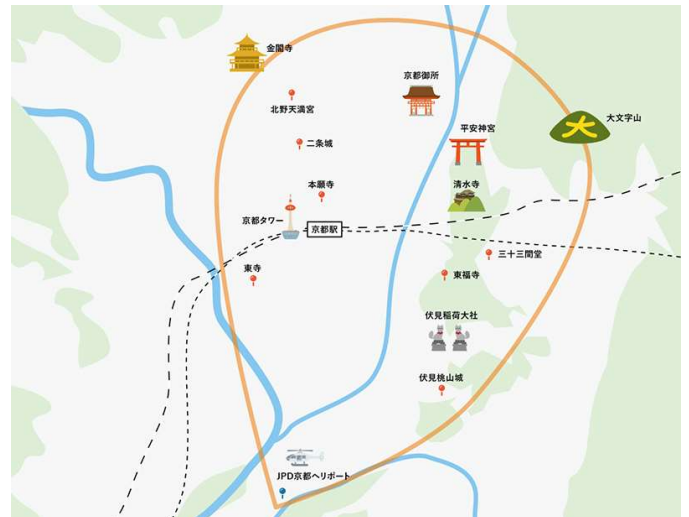 金閣寺
京都御所
北野天満宮
大文字山
大
平安神宮
二条城
本願寺
清水寺
京都タワー
京都駅
三十三間堂
東寺
東福寺
伏見稲荷大社
伏見桃山城
JPD京都ヘリポート